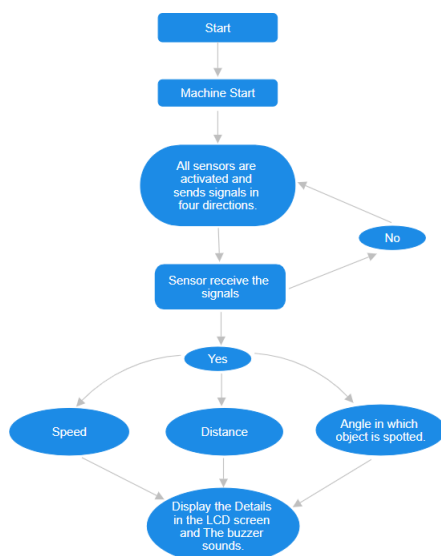 Start
Machine Start
All sensors are
activated and
sends signals in
four directions.
No
Sensor receive the
signals
Yes
Speed
Distance
Angle in which
object is spotted.
Display the Details
in the LCD screen
and The buzzer
sounds.